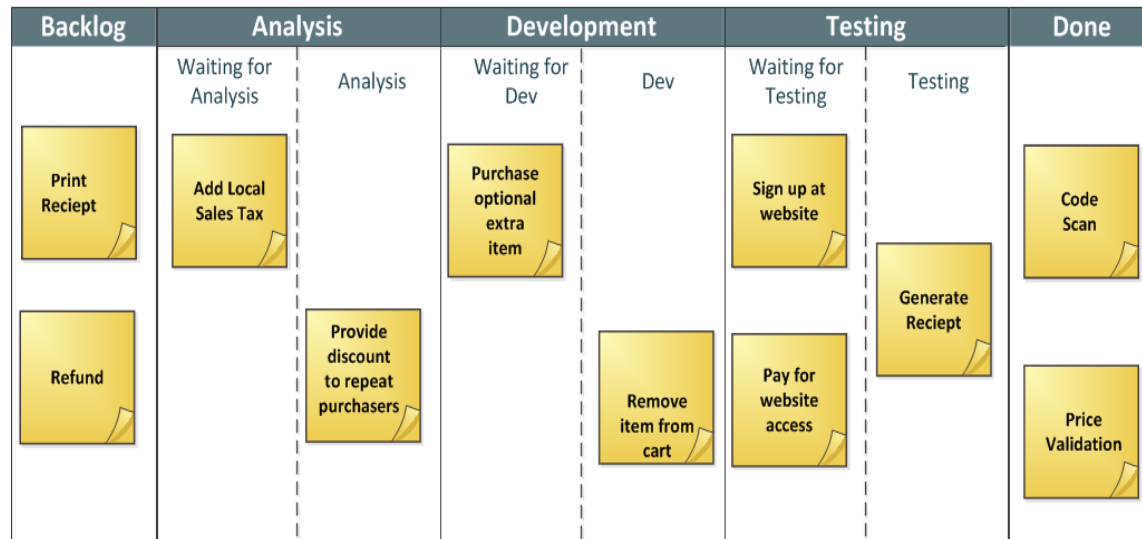 Backlog
Analysis
Development
Testing
Done
Waiting for
Analysis
Analysis
Waiting for
Dev
Dev
Waiting for
Testing
Testing
Print
Reciept
Refund
Add Local
Sales Tax
Provide
discount
to repeat
purchasers
Purchase
optional
extra
item
Remove
item from
cart
Sign up at
website
Pay for
website
access
Generate
Reciept
Code
Scan
Price
Validation